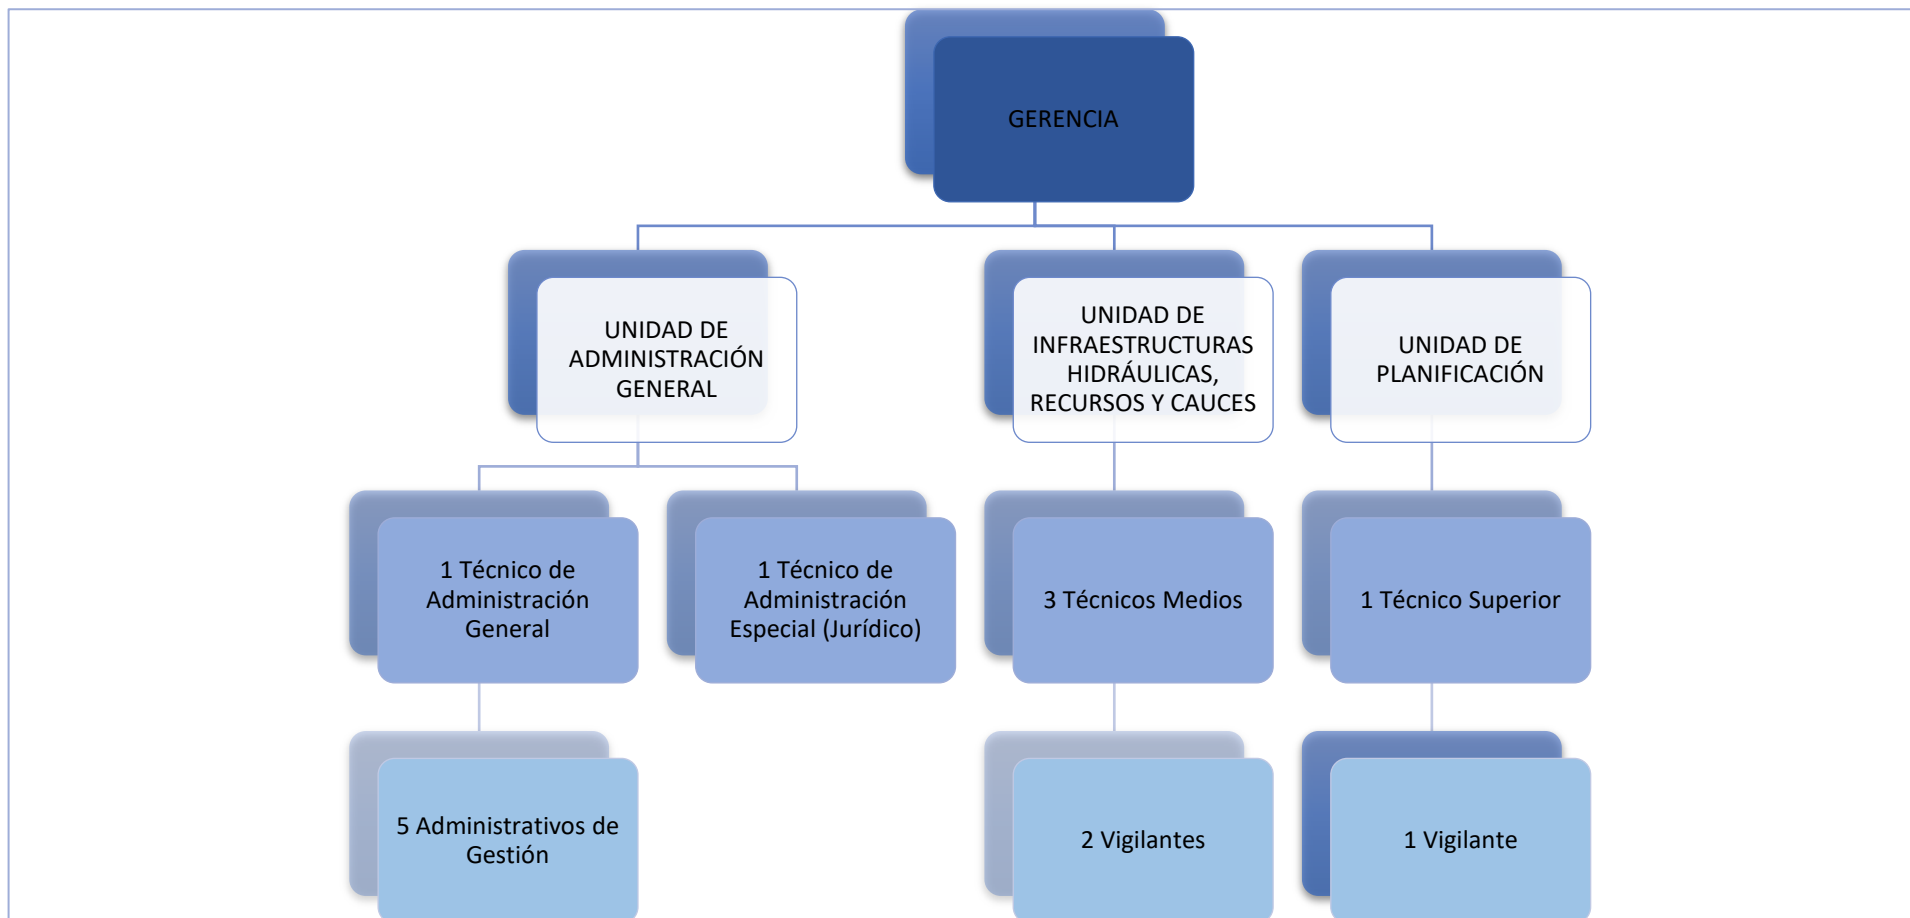 GERENCIA
UNIDAD DE
ADMINISTRACIÓN
GENERAL
UNIDAD DE
INFRAESTRUCTURAS
HIDRÁULICAS,
RECURSOS Y CAUCES
UNIDAD DE
PLANIFICACIÓN
1 Técnico de
Administración
General
1 Técnico de
Administración
Especial (Jurídico)
3 Técnicos Medios
1 Técnico Superior
5 Administrativos de
Gestión
2 Vigilantes
1 Vigilante